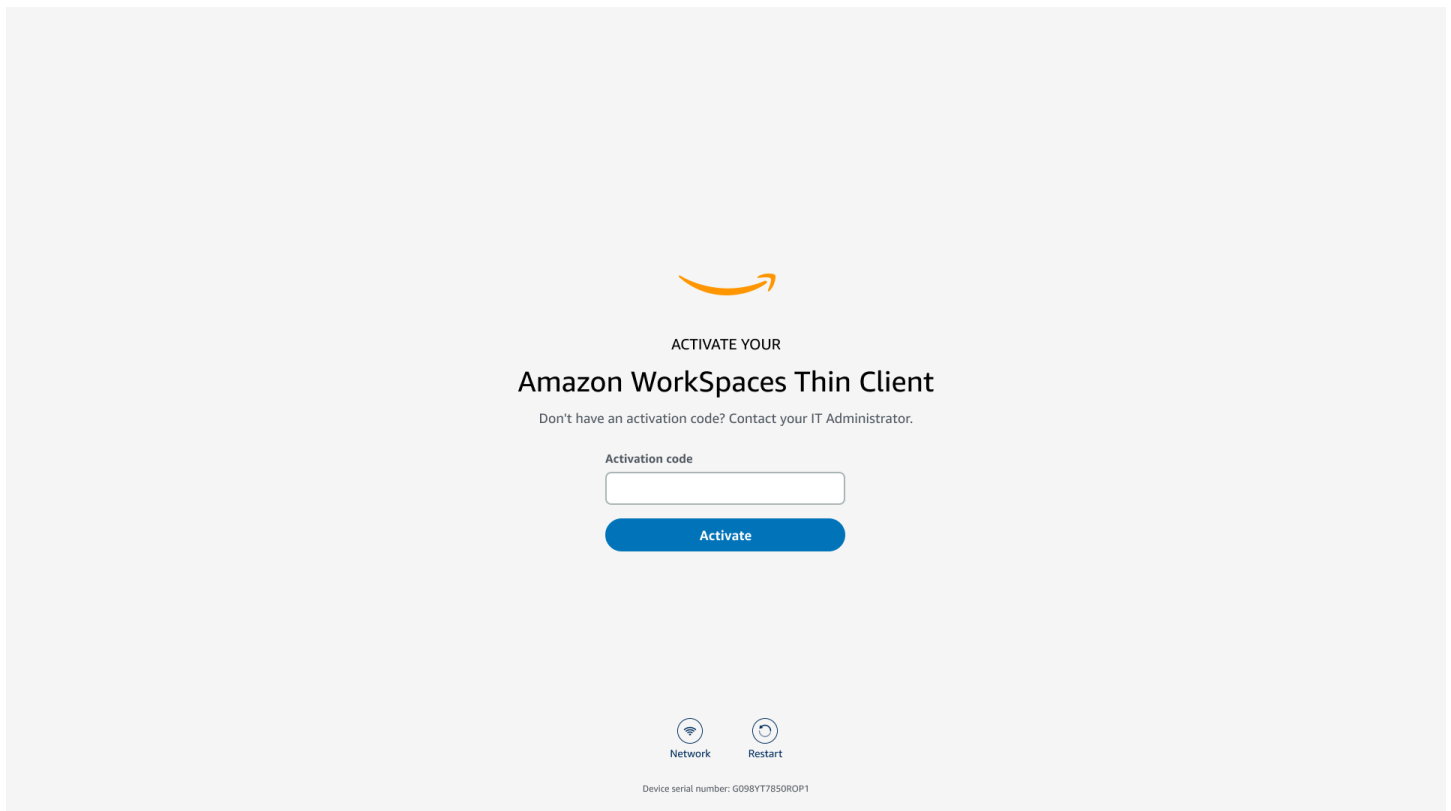 ACTIVATE YOUR
Amazon WorkSpaces Thin Client
Don't have an activation code? Contact your IT Administrator.
Activation code
Activate
Network Restart
Device serial number: G098YT7850ROP1